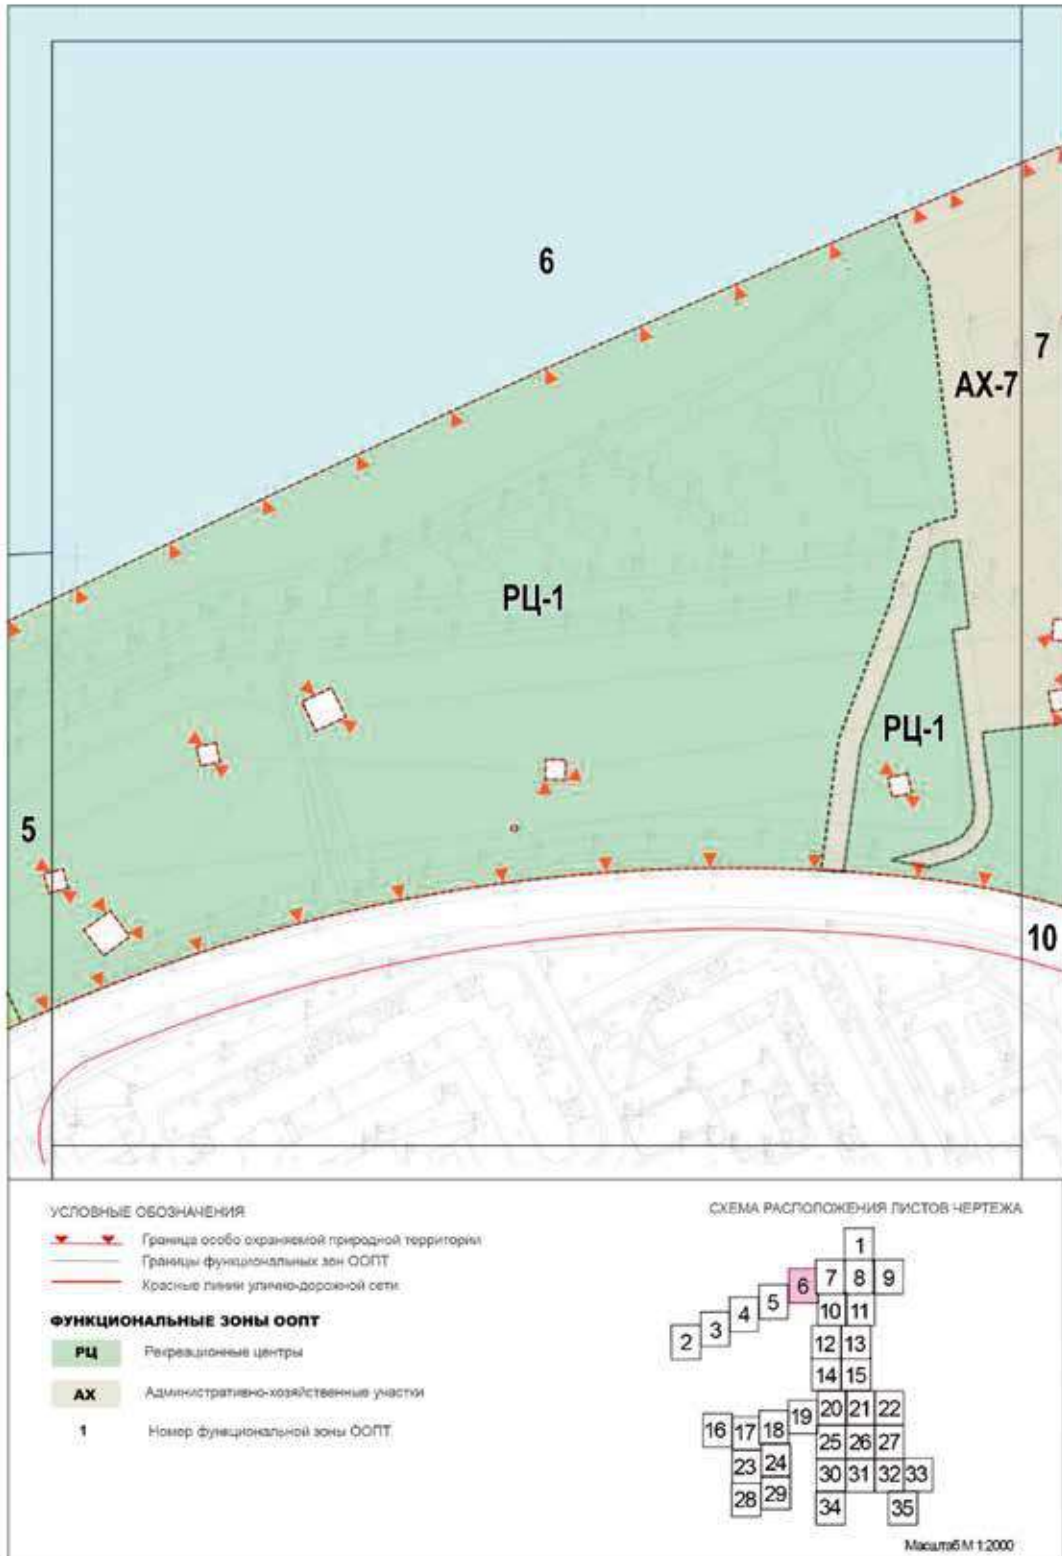 6
7
АХ-7
РЦ-1
РЦ-1
5
10
УСЛОВНЫЕ ОБОЗНАЧЕНИЯ
Граница особо охраняемой природной территории
Границы функциональных зон ООПТ
Красные линии улично-дорожной сети
ФУНКЦИОНАЛЬНЫЕ ЗОНЫ ООПТ
РЦ Рекреационные центры
АХ Административно-хозяйственные участки
1 Номер функциональной зоны ООПТ
СХЕМА РАСПОЛОЖЕНИЯ ЛИСТОВ ЧЕРТЕЖА
1
6 7 8 9
2 3 4 5 10 11
12 13
14 15
16 17 18 19 20 21 22
23 24 25 26 27
28 29 30 31 32 33
34 35
Масштаб М 1:2000